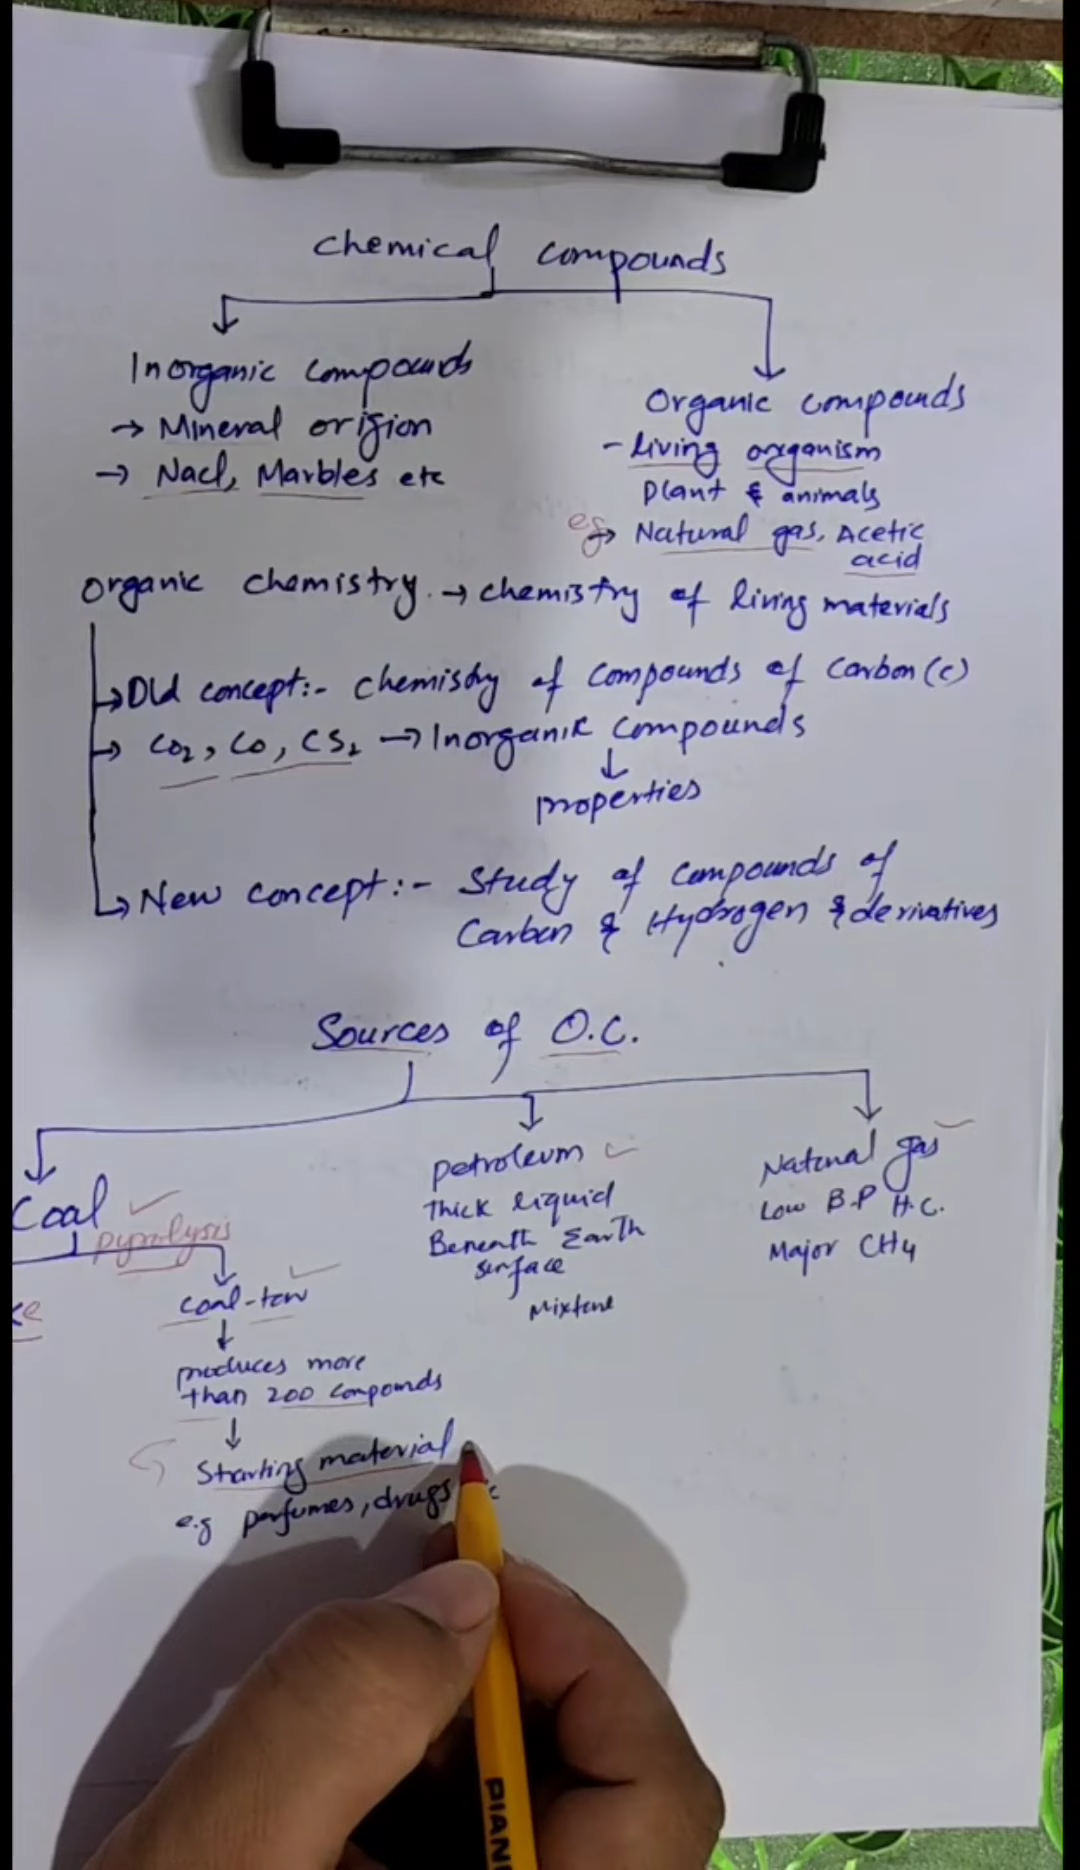 Chemical compounds
Inorganic compounds
→ Mineral origion
→ Nacl, Marbles etc
Organic compounds
- living organism
Plant & animals
eg → Natural gas, Acetic
acid
Organic chemistry. → chemistry of living materials
→ Old concept:- chemistry of compounds of Carbon (c)
→ CO2, CO, CS2 → Inorganic compounds
↓
properties
→ New concept:- Study of compounds of
Carbon & Hydrogen & derivatives
Sources of O.C.
Coal
pyrolysis
Coal-tar
↓
produces more
than 200 compounds
↓
Starting material
e.g perfumes, drugs
petroleum
Thick liquid
Beneath Earth
surface
Mixture
Natural gas
Low B.P H.C.
Major CH4
PIAN